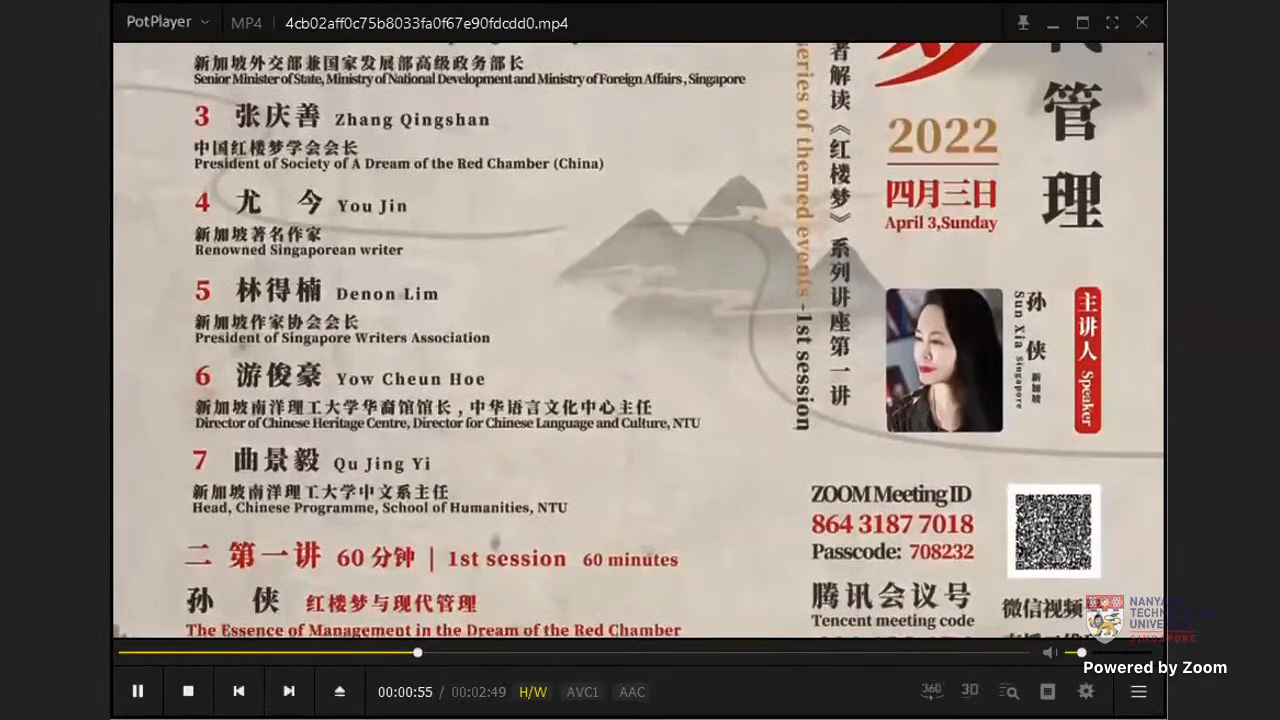 PotPlayer
MP4
4cb02aff0c75b8033fa0f67e90fdcdd0.mp4
新加坡外交部兼国家发展部高级政务部长
Senior Minister of State, Ministry of National Development and Ministry of Foreign Affairs, Singapore
3 张庆善 Zhang Qingshan
中国红楼梦学会会长
President of Society of A Dream of the Red Chamber (China)
4 尤 今 You Jin
新加坡著名作家
Renowned Singaporean writer
5 林得楠 Denon Lim
新加坡作家协会会长
President of Singapore Writers Association
6 游俊豪 Yow Cheun Hoe
新加坡南洋理工大学华裔馆馆长，中华语言文化中心主任
Director of Chinese Heritage Centre, Director for Chinese Language and Culture, NTU
7 曲景毅 Qu Jing Yi
新加坡南洋理工大学中文系主任
Head, Chinese Programme, School of Humanities, NTU
二 第一讲 60 分钟 | 1st session 60 minutes
孙 侠 红楼梦与现代管理
The Essence of Management in the Dream of the Red Chamber
series of themed events -1st session
者解读《红楼梦》系列讲座第一讲
梦
代管理
2022
四月三日
April 3,Sunday
孙 侠 新加坡
Sun Xia Singapore
主讲人 Speaker
ZOOM Meeting ID
864 3187 7018
Passcode: 708232
腾讯会议号
Tencent meeting code
微信视频
NANYA
TECHN
UNIVER
SINGAPORE
Powered by Zoom
00:00:55 / 00:02:49 H/W AVC1 AAC
360°
3D